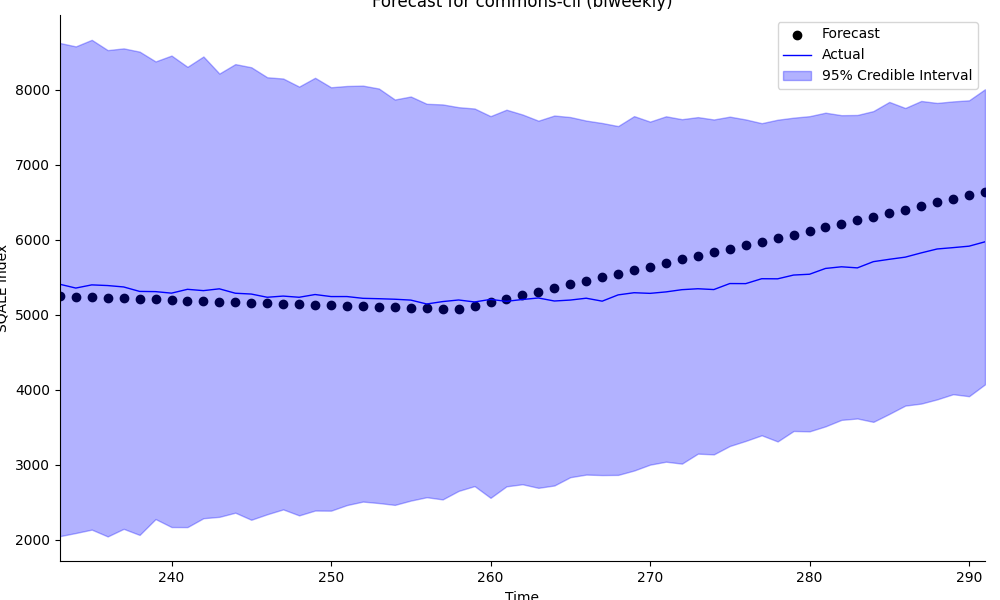 Forecast for commons-cli (biweekly)
Forecast
Actual
95% Credible Interval
SQALE Index
8000
7000
6000
5000
4000
3000
2000
240
250
260
270
280
290
Time